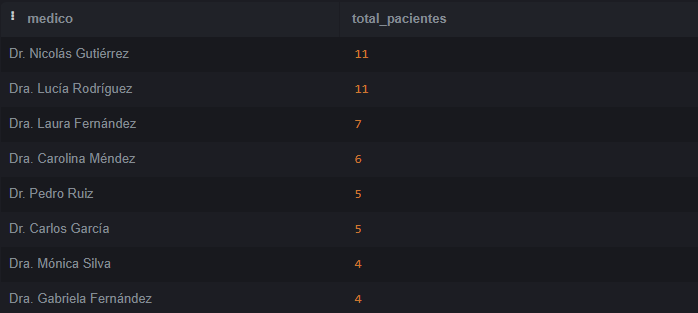 medico total_pacientes
Dr. Nicolás Gutiérrez 11
Dra. Lucía Rodríguez 11
Dra. Laura Fernández 7
Dra. Carolina Méndez 6
Dr. Pedro Ruiz 5
Dr. Carlos García 5
Dra. Mónica Silva 4
Dra. Gabriela Fernández 4